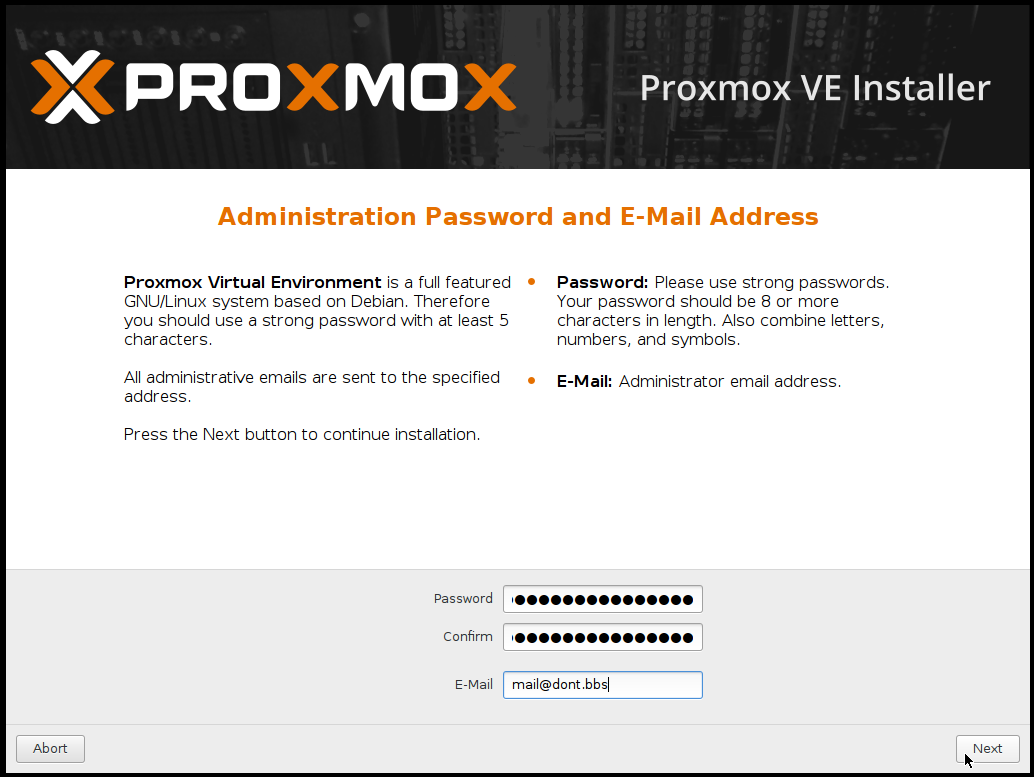 PROXMOX
Proxmox VE Installer
Administration Password and E-Mail Address
Proxmox Virtual Environment is a full featured
GNU/Linux system based on Debian. Therefore
you should use a strong password with at least 5
characters.
All administrative emails are sent to the specified
address.
Press the Next button to continue installation.
Password: Please use strong passwords.
Your password should be 8 or more
characters in length. Also combine letters,
numbers, and symbols.
E-Mail: Administrator email address.
Password
Confirm
E-Mail mail@dont.bbs
Abort
Next